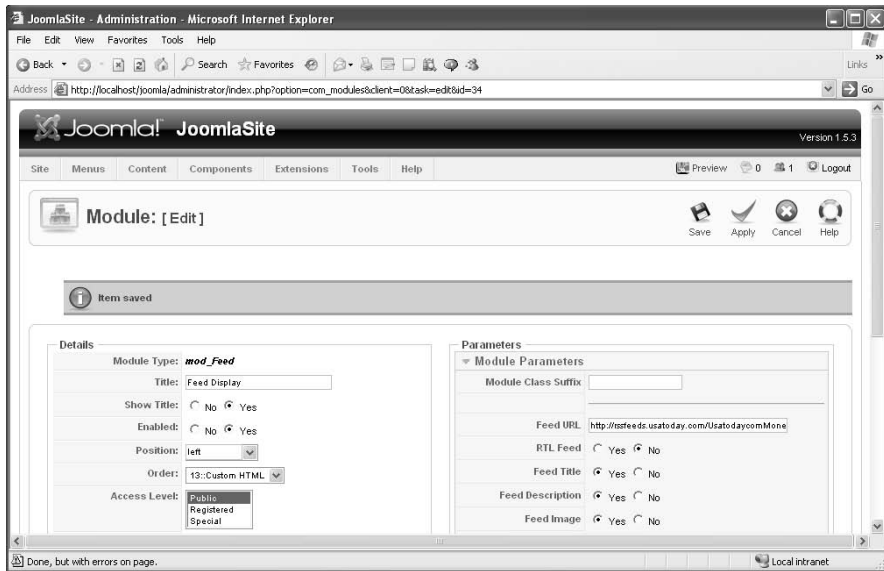 JoomlaSite - Administration - Microsoft Internet Explorer
File Edit View Favorites Tools Help
Back Search Favorites Links »
Address http://localhost/joomla/administrator/index.php?option=com_modules&client=0&task=edit&id=34 Go
Joomla! JoomlaSite
Version 1.5.3
Site Menus Content Components Extensions Tools Help Preview 0 1 Logout
Module: [Edit]
Save Apply Cancel Help
Item saved
Details
Module Type: mod_Feed
Title: Feed Display
Show Title: No Yes
Enabled: No Yes
Position: left
Order: 13::Custom HTML
Access Level: Public
Registered
Special
Parameters
Module Parameters
Module Class Suffix
Feed URL http://rssfeeds.usatoday.com/UsatodaycomMone
RTL Feed Yes No
Feed Title Yes No
Feed Description Yes No
Feed Image Yes No
Done, but with errors on page. Local intranet